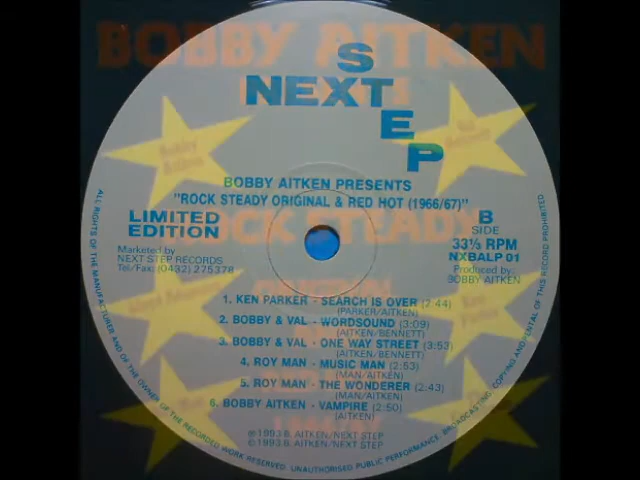 BOBBY AITKEN
NEXT STEP
BOBBY AITKEN PRESENTS
"ROCK STEADY ORIGINAL & RED HOT (1966/67)"
LIMITED
EDITION
Marketed by
NEXT STEP RECORDS
Tel/Fax: (0432) 275378
B
SIDE
33⅓ RPM
NXBALP 01
Produced by:
BOBBY AITKEN
ROCK STEADY
1. KEN PARKER - SEARCH IS OVER (2.44)
(PARKER/AITKEN)
2. BOBBY & VAL - WORDSOUND (3:09)
(AITKEN/BENNETT)
3. BOBBY & VAL - ONE WAY STREET (3:53)
(AITKEN/BENNETT)
4. ROY MAN - MUSIC MAN (2:53)
(MAN/AITKEN)
5. ROY MAN - THE WONDERER (2:43)
(MAN/AITKEN)
6. BOBBY AITKEN - VAMPIRE (2:50)
(AITKEN)
℗1993 B. AITKEN/NEXT STEP
©1993 B. AITKEN/NEXT STEP
ALL RIGHTS OF THE MANUFACTURER AND OF THE OWNER OF THE RECORDED WORK RESERVED. UNAUTHORISED PUBLIC PERFORMANCE, BROADCASTING, COPYING AND RENTAL OF THIS RECORD PROHIBITED